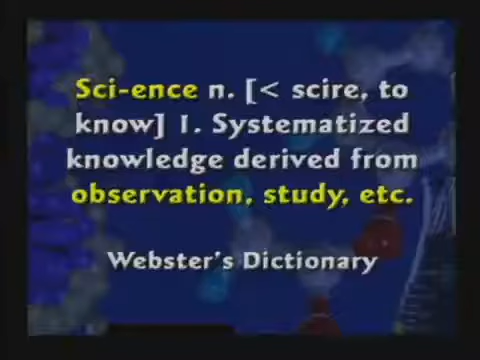 Sci-ence n. [< scire, to
know] 1. Systematized
knowledge derived from
observation, study, etc.
Webster's Dictionary